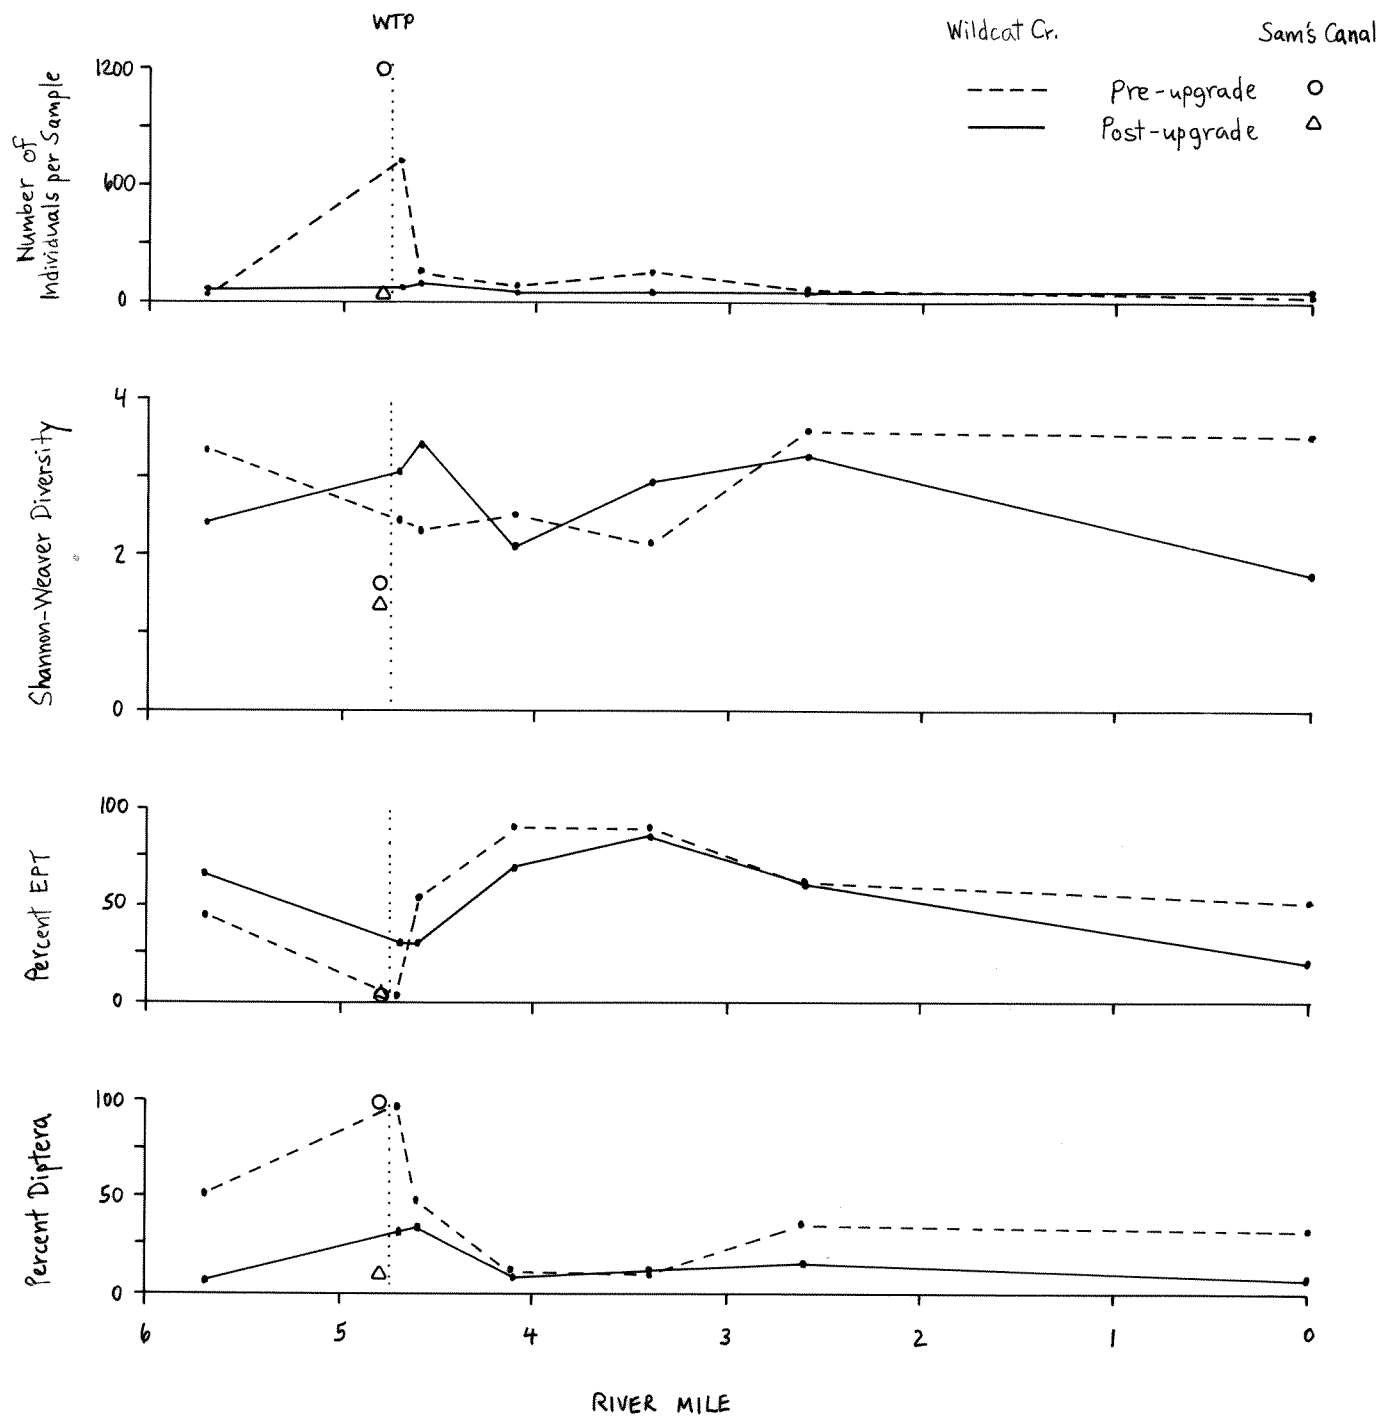 WTP
Wildcat Cr. Sam's Canal
Pre-upgrade
Post-upgrade
Number of
Individuals per Sample
1200
600
0
Shannon-Weaver Diversity
4
2
0
Percent EPT
100
50
0
Percent Diptera
100
50
0
6 5 4 3 2 1 0
RIVER MILE